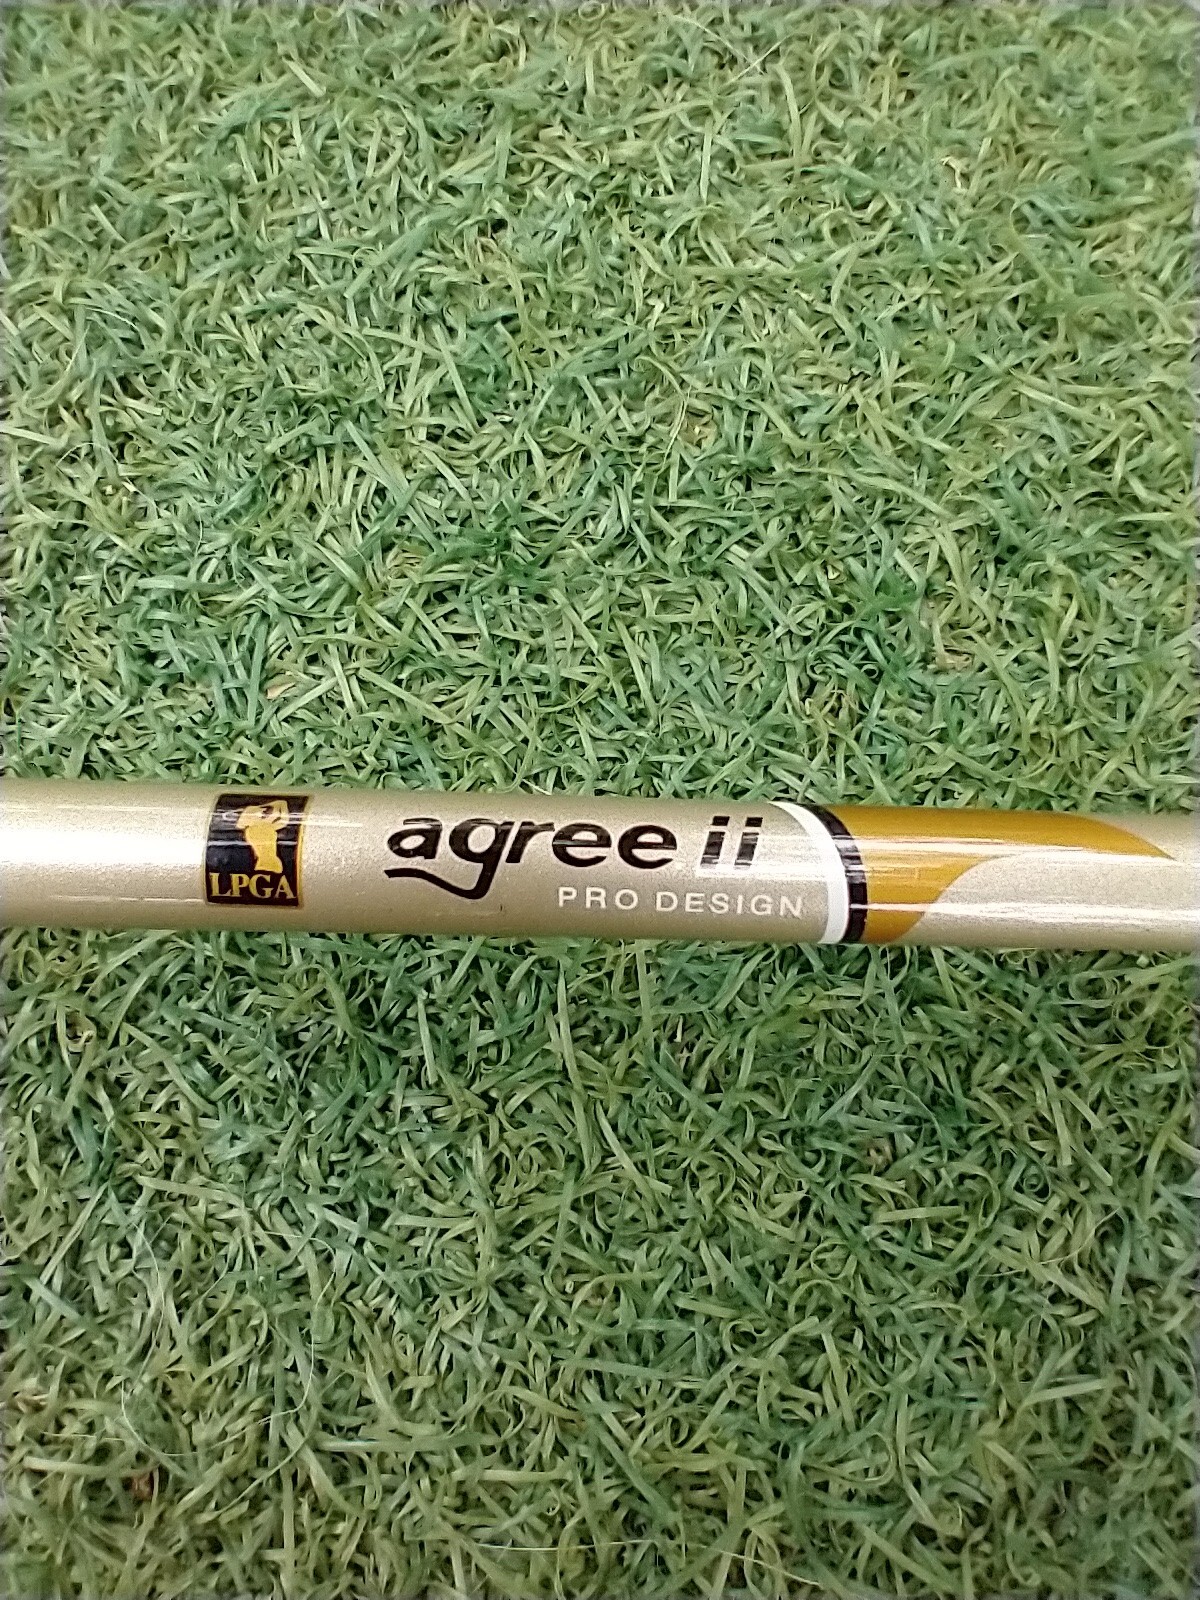 LPGA
agree ii
PRO DESIGN